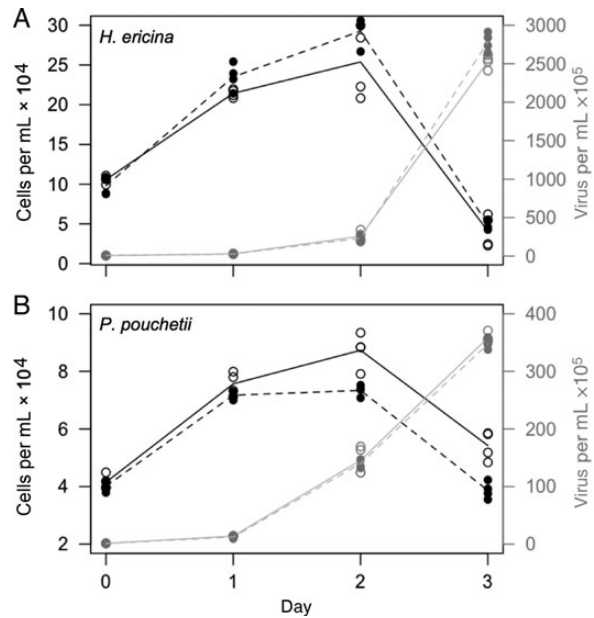 A
H. ericina
Cells per mL × 10⁴
30
25
20
15
10
5
0
3000
2500
2000
1500
1000
500
0
Virus per mL ×10⁵
B
P. pouchetii
Cells per mL × 10⁴
10
8
6
4
2
400
300
200
100
0
Virus per mL ×10⁵
0 1 2 3
Day